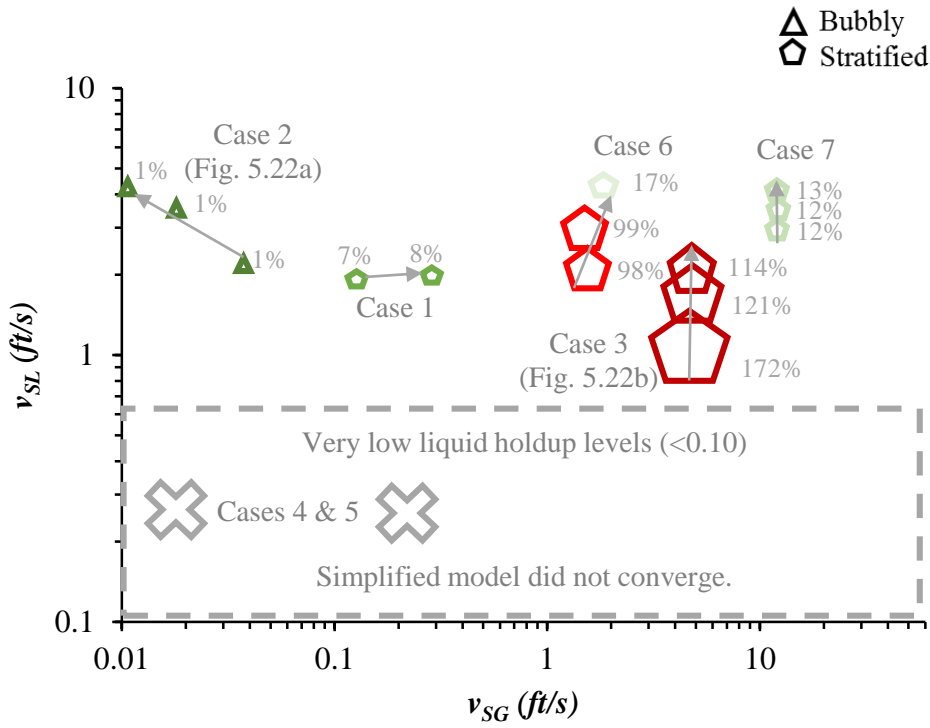 Bubbly
Stratified
10
1
0.1
v_SL (ft/s)
Case 2
(Fig. 5.22a)
1%
1%
1%
7%
8%
Case 1
Case 6
17%
99%
98%
Case 7
13%
12%
12%
114%
121%
172%
Case 3
(Fig. 5.22b)
Very low liquid holdup levels (<0.10)
Cases 4 & 5
Simplified model did not converge.
0.01
0.1
1
10
v_SG (ft/s)